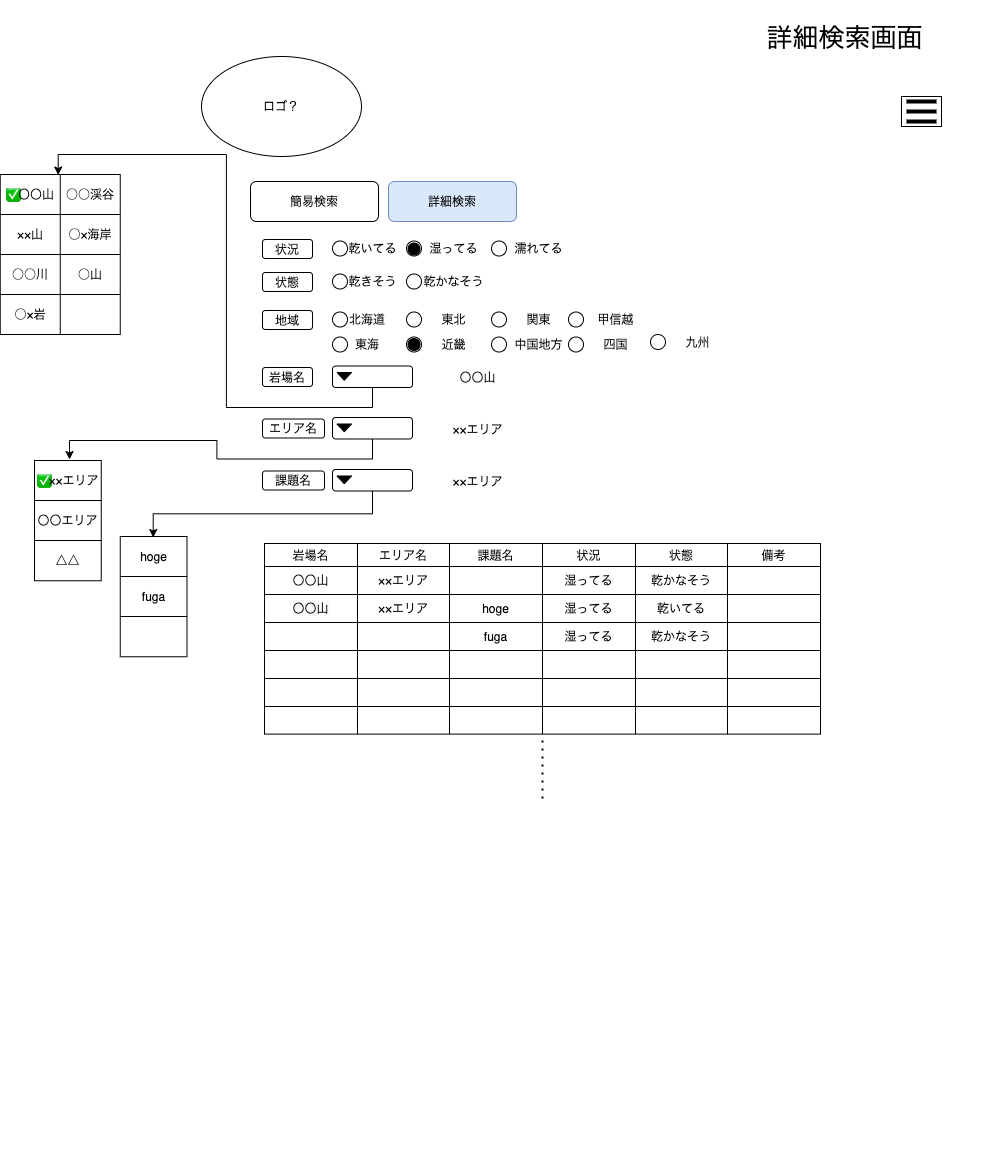 詳細検索画面
ロゴ？
簡易検索 詳細検索
✅〇〇山 〇〇渓谷
××山 〇×海岸
〇〇川 〇山
〇×岩
状況 乾いてる 湿ってる 濡れてる
状態 乾きそう 乾かなそう
地域 北海道 東北 関東 甲信越
東海 近畿 中国地方 四国 九州
岩場名 〇〇山
エリア名 ××エリア
課題名 ××エリア
✅××エリア
〇〇エリア
△△
hoge
fuga
岩場名 エリア名 課題名 状況 状態 備考
〇〇山 ××エリア 湿ってる 乾かなそう
〇〇山 ××エリア hoge 湿ってる 乾いてる
fuga 湿ってる 乾かなそう